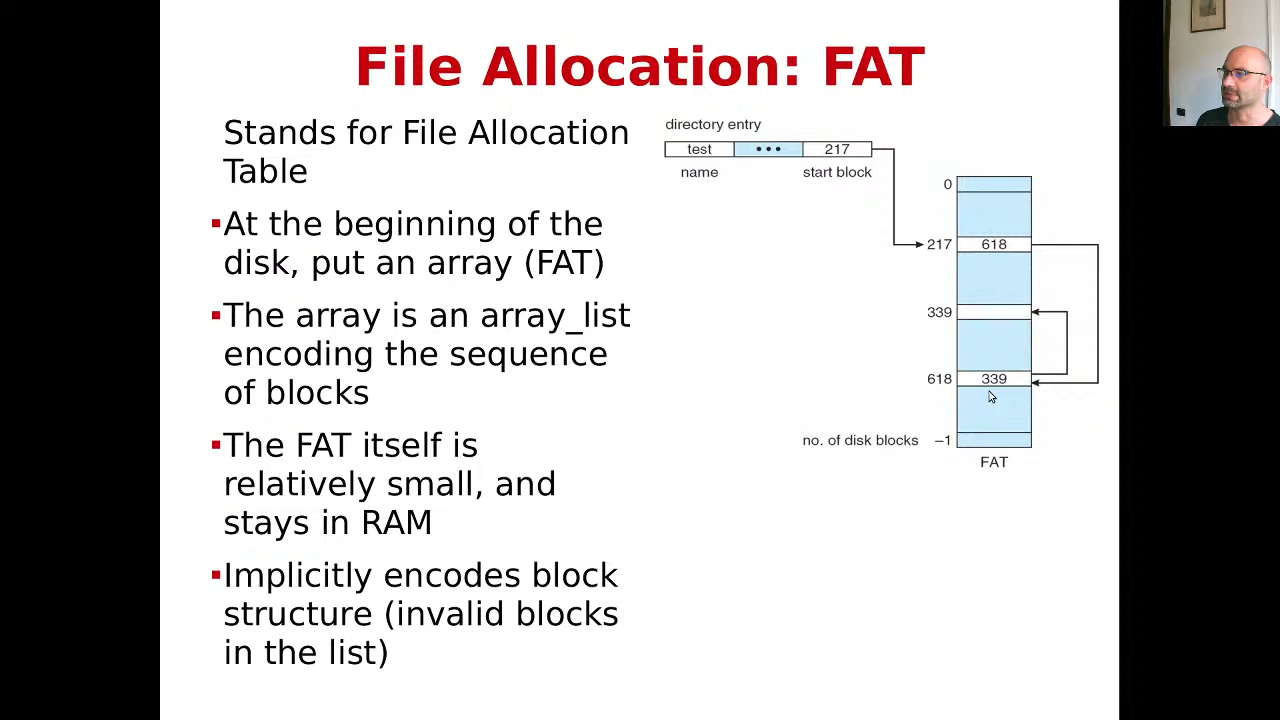 File Allocation: FAT
Stands for File Allocation
Table
▪At the beginning of the
disk, put an array (FAT)
▪The array is an array_list
encoding the sequence
of blocks
▪The FAT itself is
relatively small, and
stays in RAM
▪Implicitly encodes block
structure (invalid blocks
in the list)
directory entry
test ••• 217
name start block
0
217 618
339
618 339
no. of disk blocks –1
FAT